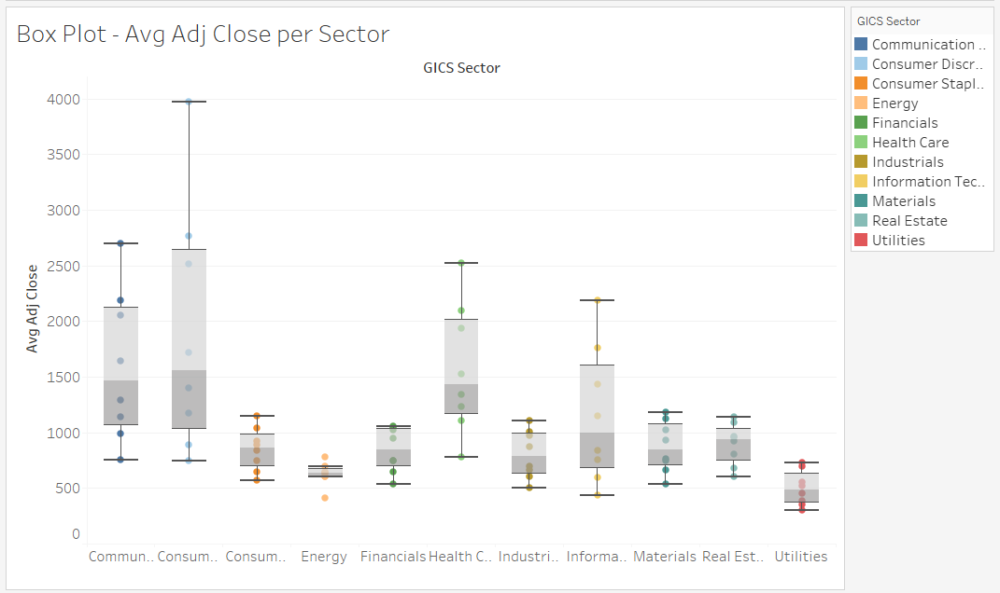 Box Plot - Avg Adj Close per Sector
GICS Sector
Avg Adj Close
4000
3500
3000
2500
2000
1500
1000
500
0
Commun.. Consum.. Consum.. Energy Financials Health C.. Industri.. Informa.. Materials Real Est.. Utilities
GICS Sector
Communication ..
Consumer Discr..
Consumer Stapl..
Energy
Financials
Health Care
Industrials
Information Tec..
Materials
Real Estate
Utilities